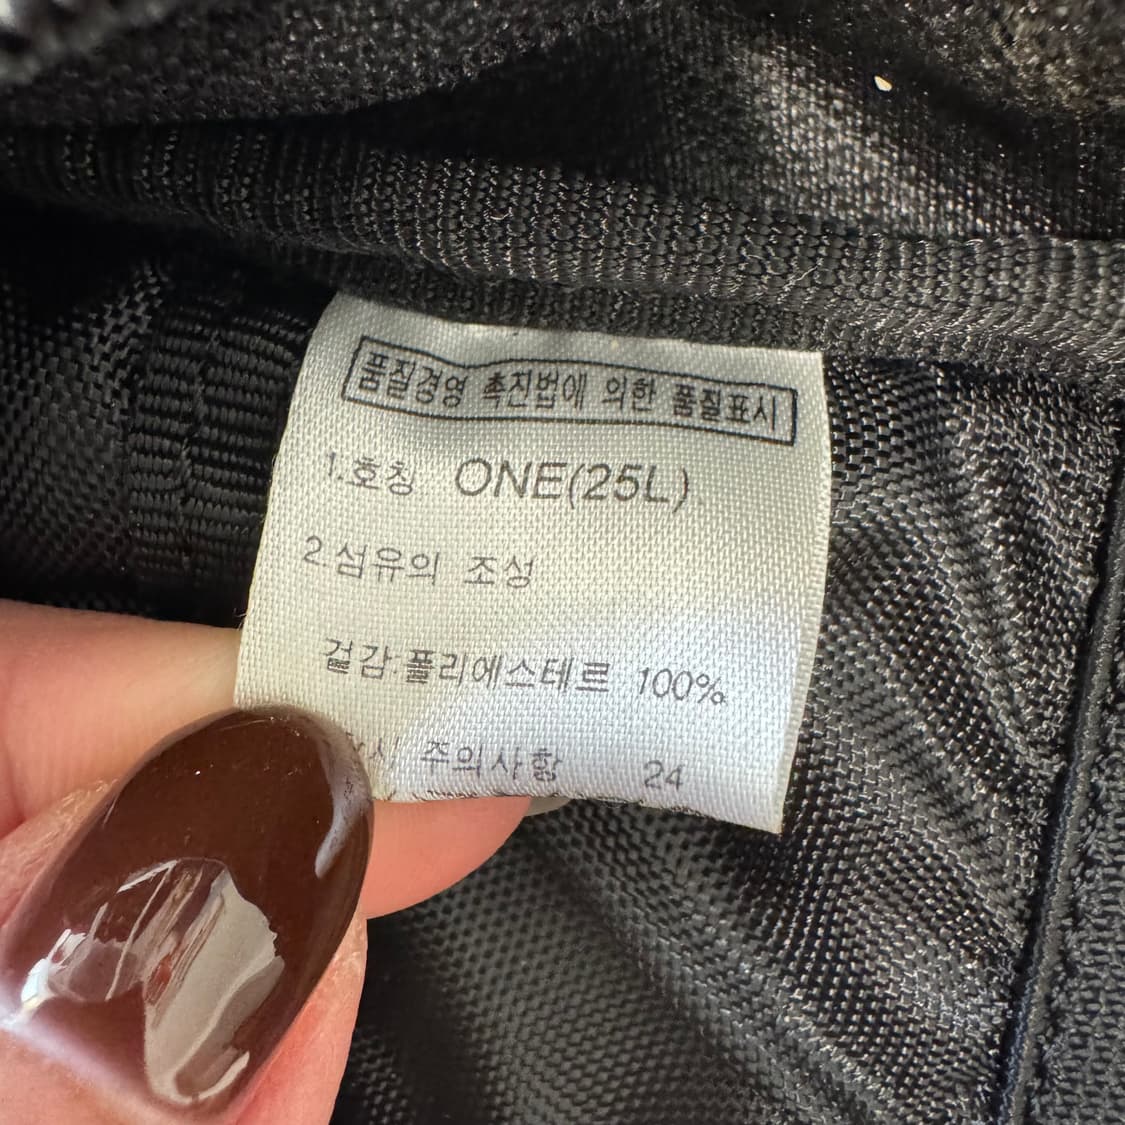 품질경영 촉진법에 의한 품질표시
1.호칭 ONE(25L)
2.섬유의 조성
겉감:폴리에스테르 100%
주의사항 24